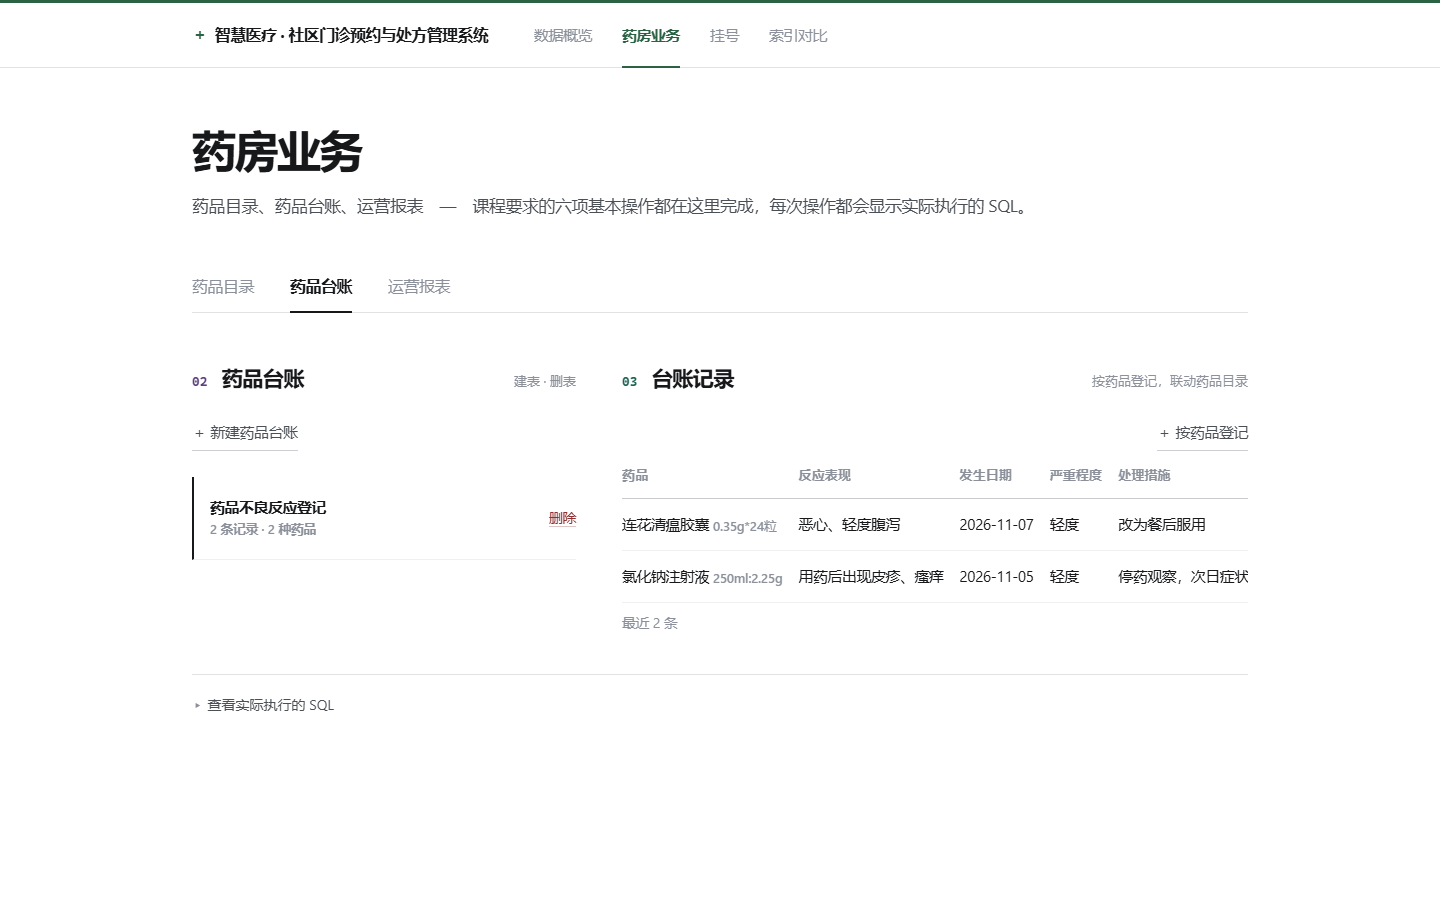 + 智慧医疗 · 社区门诊预约与处方管理系统 数据概览 药房业务 挂号 索引对比
药房业务
药品目录、药品台账、运营报表 — 课程要求的六项基本操作都在这里完成，每次操作都会显示实际执行的 SQL。
药品目录 药品台账 运营报表
02 药品台账 建表 · 删表
+ 新建药品台账
药品不良反应登记
2 条记录 · 2 种药品
删除
03 台账记录 按药品登记，联动药品目录
+ 按药品登记
药品 反应表现 发生日期 严重程度 处理措施
连花清瘟胶囊 0.35g*24粒 恶心、轻度腹泻 2026-11-07 轻度 改为餐后服用
氯化钠注射液 250ml:2.25g 用药后出现皮疹、瘙痒 2026-11-05 轻度 停药观察，次日症状
最近 2 条
▸ 查看实际执行的 SQL